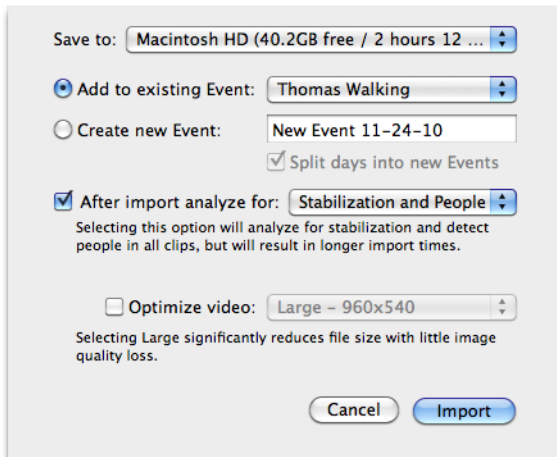 Save to: Macintosh HD (40.2GB free / 2 hours 12 ...
Add to existing Event: Thomas Walking
Create new Event: New Event 11-24-10
Split days into new Events
After import analyze for: Stabilization and People
Selecting this option will analyze for stabilization and detect
people in all clips, but will result in longer import times.
Optimize video: Large - 960x540
Selecting Large significantly reduces file size with little image
quality loss.
Cancel Import